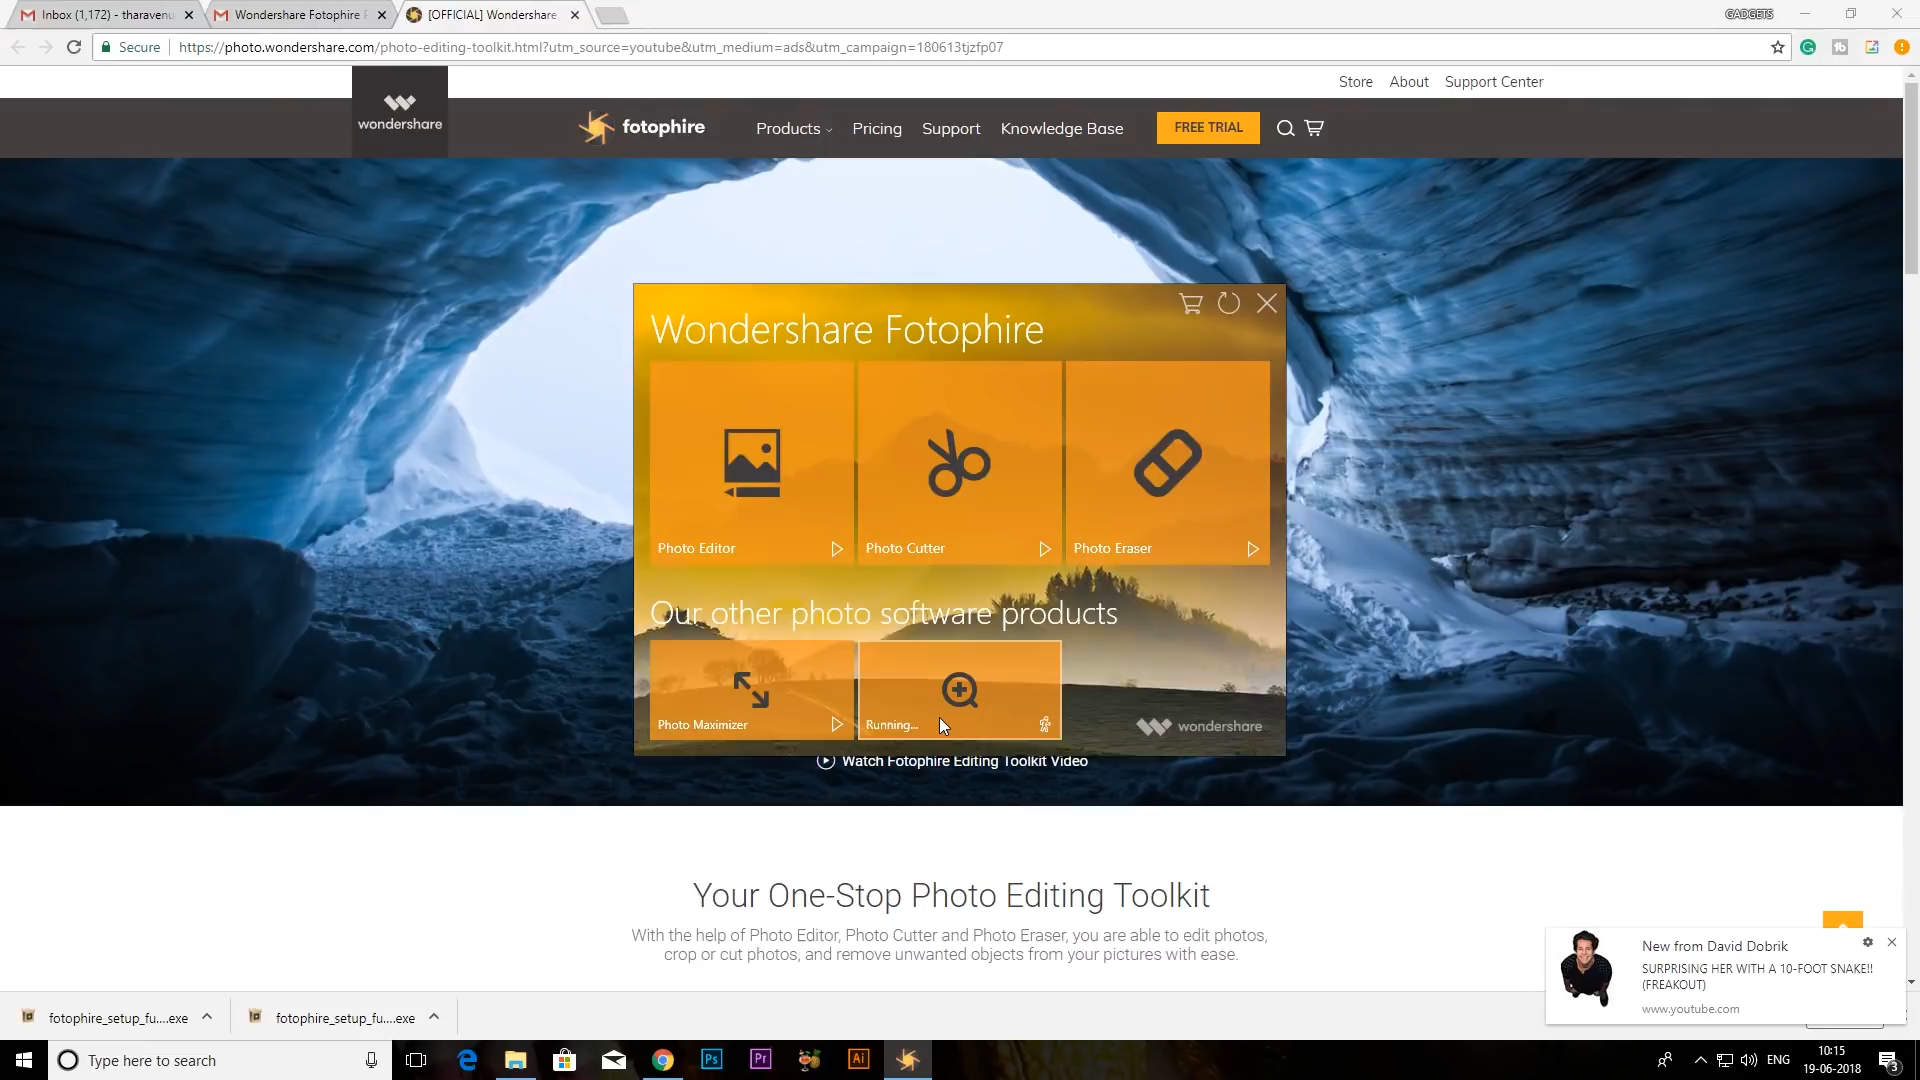 Inbox (1,172) - tharavenu
Wondershare Fotophire
[OFFICIAL] Wondershare
GADGETS
Secure
https://photo.wondershare.com/photo-editing-toolkit.html?utm_source=youtube&utm_medium=ads&utm_campaign=180613tjzfp07
Store
About
Support Center
wondershare
fotophire
Products
Pricing
Support
Knowledge Base
FREE TRIAL
Wondershare Fotophire
Photo Editor
Photo Cutter
Photo Eraser
Our other photo software products
Photo Maximizer
Running...
wondershare
Watch Fotophire Editing Toolkit Video
Your One-Stop Photo Editing Toolkit
With the help of Photo Editor, Photo Cutter and Photo Eraser, you are able to edit photos,
crop or cut photos, and remove unwanted objects from your pictures with ease.
New from David Dobrik
SURPRISING HER WITH A 10-FOOT SNAKE!!
(FREAKOUT)
www.youtube.com
fotophire_setup_fu....exe
fotophire_setup_fu....exe
Type here to search
Ps
Pr
Ai
ENG
10:15
19-06-2018
3